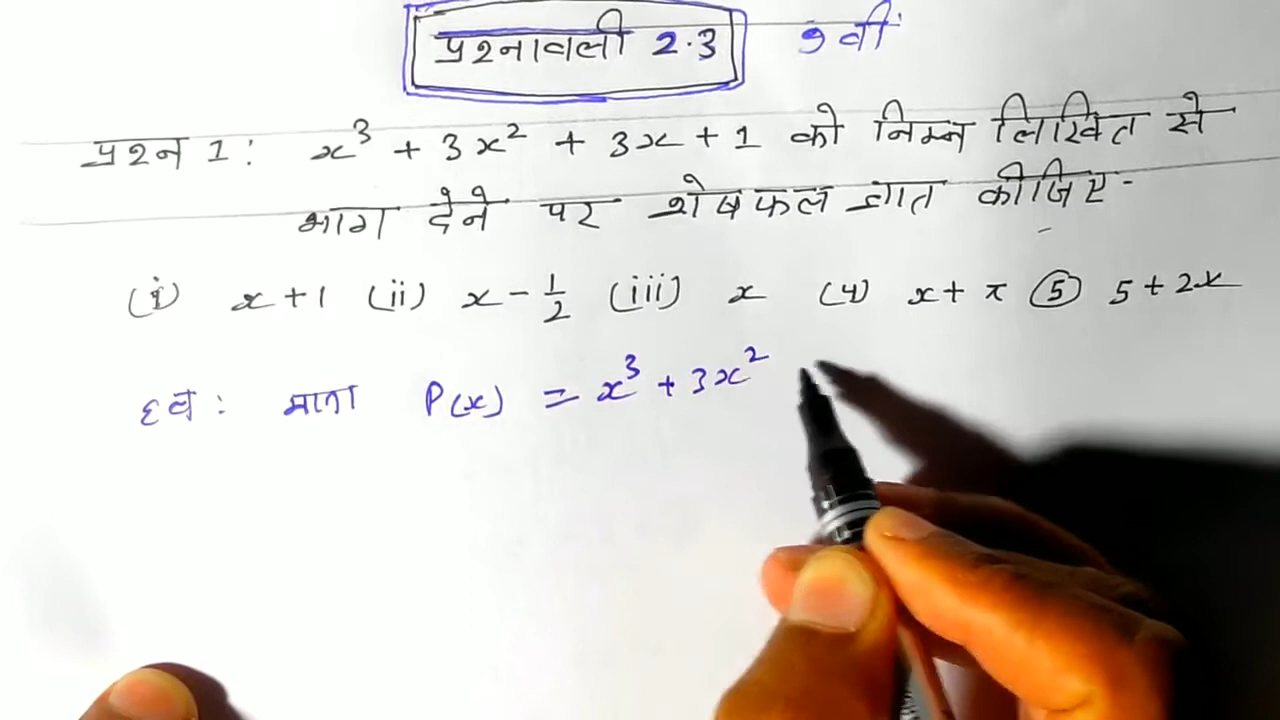 प्रश्नावली 2.3 9वीं
प्रश्न 1: x³ + 3x² + 3x + 1 को निम्न लिखित से
भाग देने पर शेषफल ज्ञात कीजिए-
(i) x+1 (ii) x - 1/2 (iii) x (4) x + π (5) 5 + 2x
हल: माना P(x) = x³ + 3x²